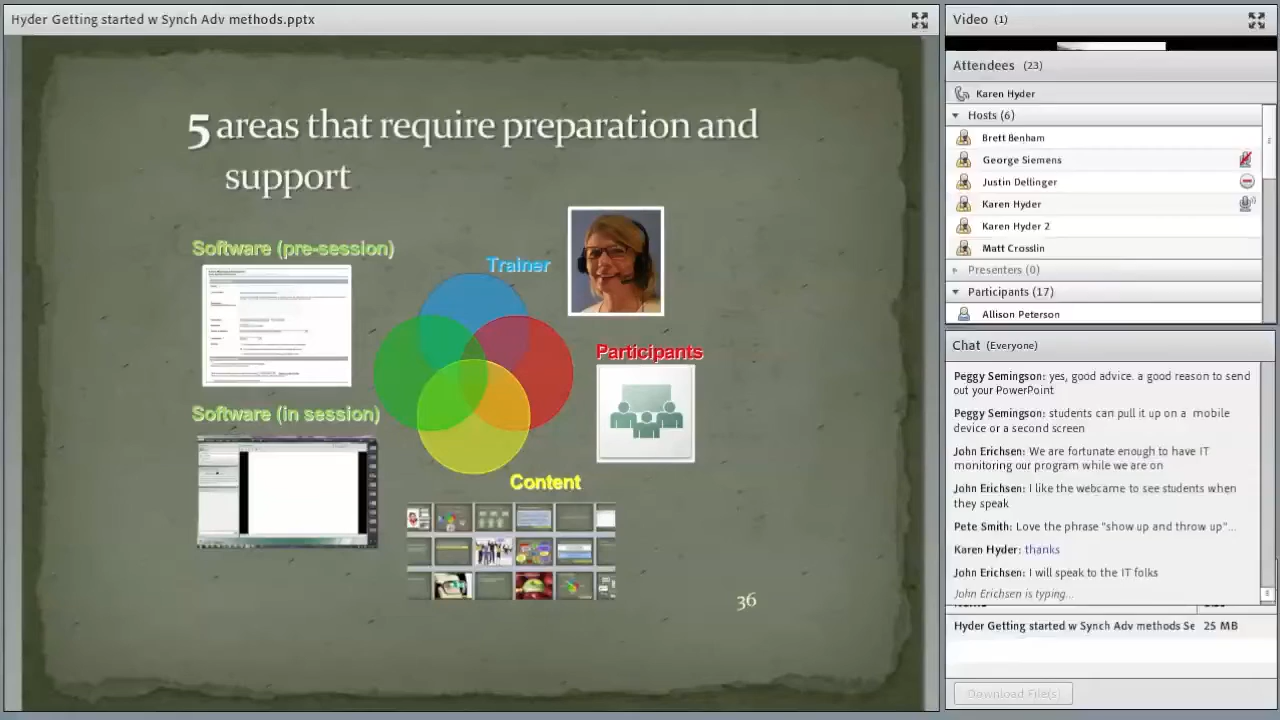 Hyder Getting started w Synch Adv methods.pptx
5 areas that require preparation and
support
Software (pre-session)
Trainer
Participants
Software (in session)
Content
36
Video (1)
Attendees (23)
Karen Hyder
Hosts (6)
Brett Benham
George Siemens
Justin Dellinger
Karen Hyder
Karen Hyder 2
Matt Crosslin
Presenters (0)
Participants (17)
Allison Peterson
Chat (Everyone)
Peggy Semingson: yes, good advice. a good reason to send
out your PowerPoint
Peggy Semingson: students can pull it up on a mobile
device or a second screen
John Erichsen: We are fortunate enough to have IT
monitoring our program while we are on
John Erichsen: I like the webcame to see students when
they speak
Pete Smith: Love the phrase "show up and throw up"...
Karen Hyder: thanks
John Erichsen: I will speak to the IT folks
John Erichsen is typing...
Hyder Getting started w Synch Adv methods Se 25 MB
Download File(s)